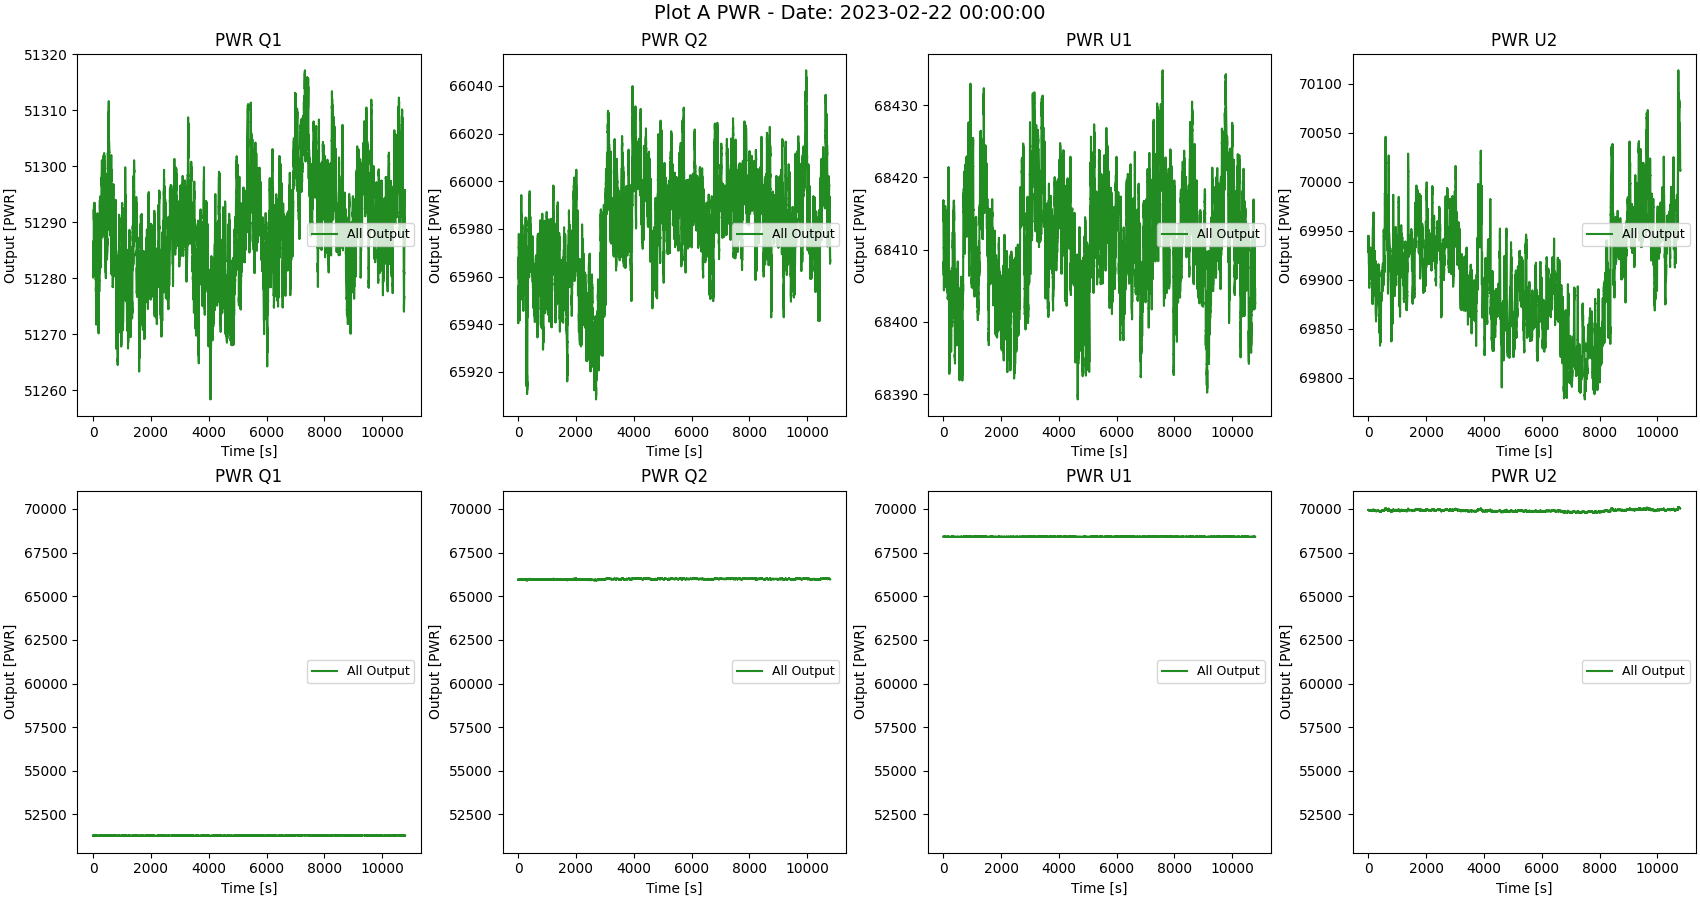 Plot A PWR - Date: 2023-02-22 00:00:00
PWR Q1
51320
51310
51300
51290
51280
51270
51260
Output [PWR]
All Output
0 2000 4000 6000 8000 10000
Time [s]
PWR Q2
66040
66020
66000
65980
65960
65940
65920
Output [PWR]
All Output
0 2000 4000 6000 8000 10000
Time [s]
PWR U1
68430
68420
68410
68400
68390
Output [PWR]
All Output
0 2000 4000 6000 8000 10000
Time [s]
PWR U2
70100
70050
70000
69950
69900
69850
69800
Output [PWR]
All Output
0 2000 4000 6000 8000 10000
Time [s]
PWR Q1
70000
67500
65000
62500
60000
57500
55000
52500
Output [PWR]
All Output
0 2000 4000 6000 8000 10000
Time [s]
PWR Q2
70000
67500
65000
62500
60000
57500
55000
52500
Output [PWR]
All Output
0 2000 4000 6000 8000 10000
Time [s]
PWR U1
70000
67500
65000
62500
60000
57500
55000
52500
Output [PWR]
All Output
0 2000 4000 6000 8000 10000
Time [s]
PWR U2
70000
67500
65000
62500
60000
57500
55000
52500
Output [PWR]
All Output
0 2000 4000 6000 8000 10000
Time [s]